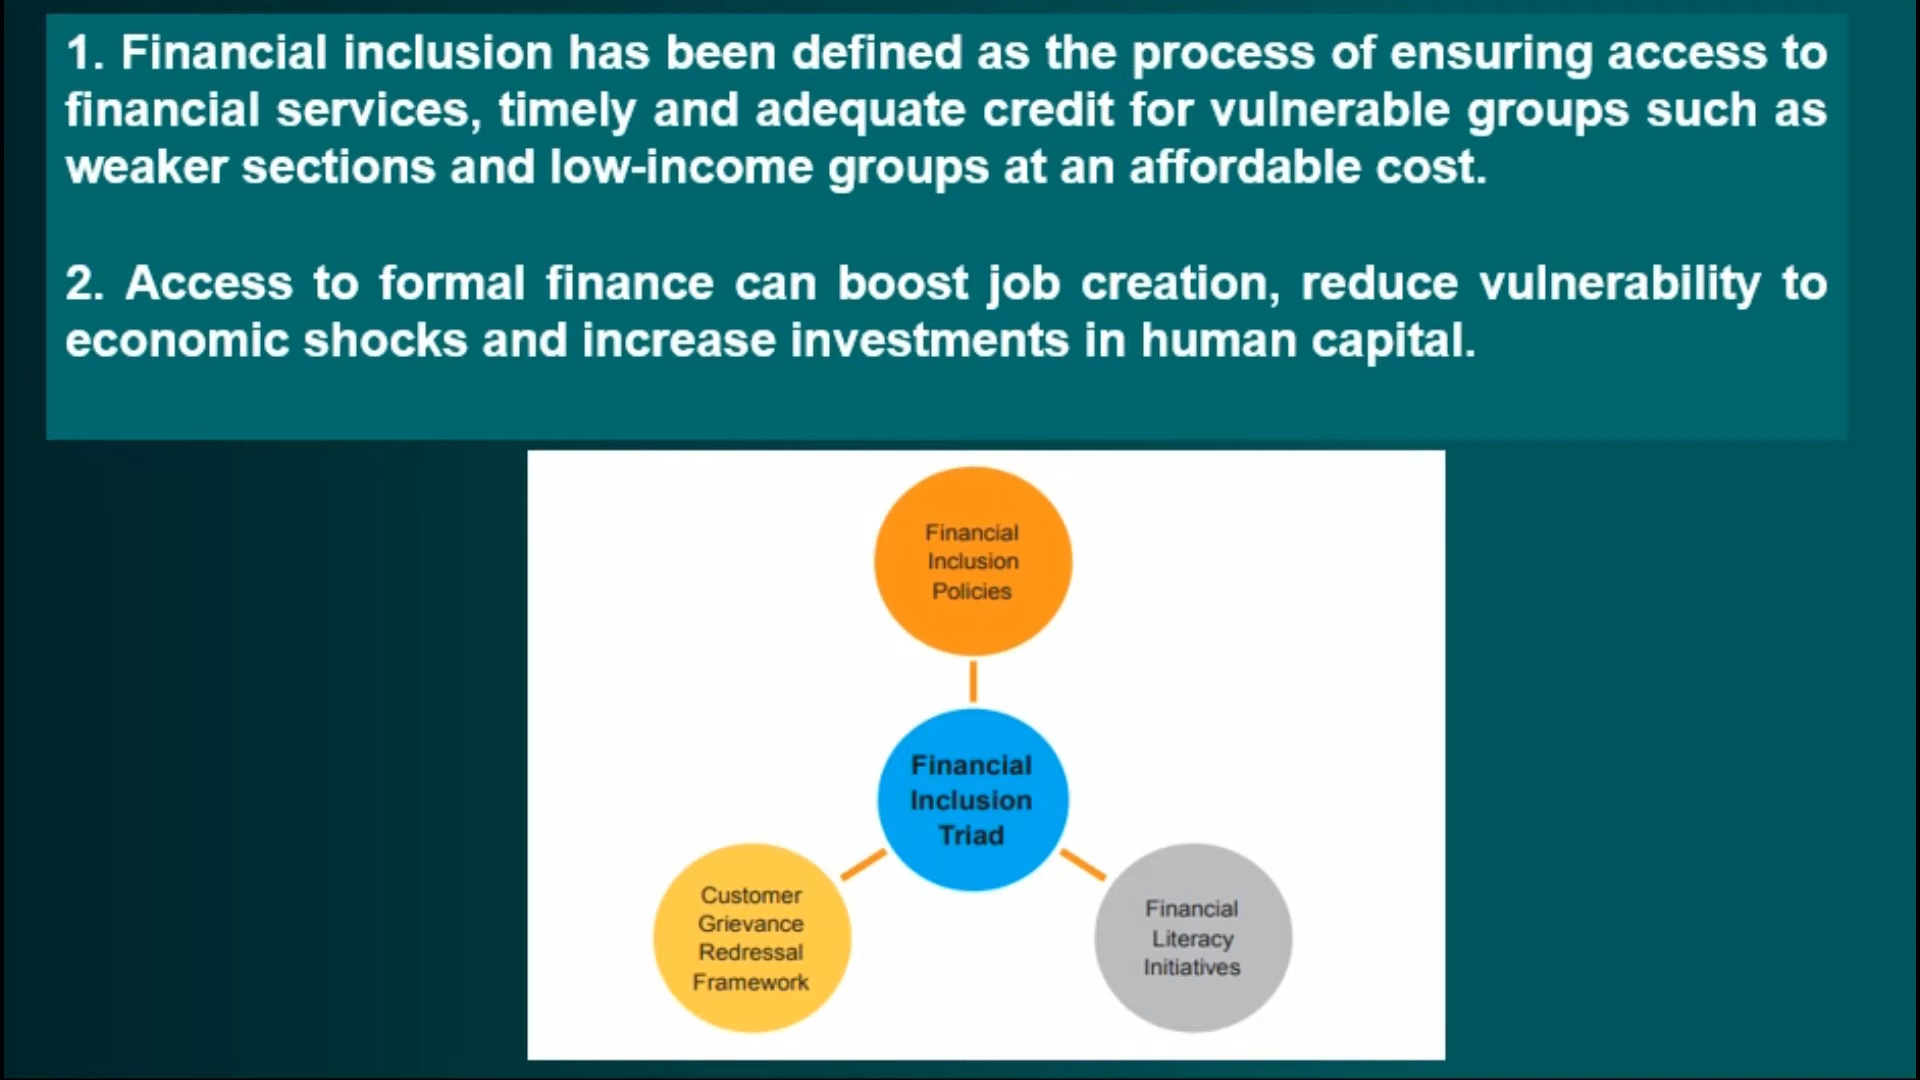 1. Financial inclusion has been defined as the process of ensuring access to
financial services, timely and adequate credit for vulnerable groups such as
weaker sections and low-income groups at an affordable cost.
2. Access to formal finance can boost job creation, reduce vulnerability to
economic shocks and increase investments in human capital.
Financial
Inclusion
Policies
Financial
Inclusion
Triad
Customer
Grievance
Redressal
Framework
Financial
Literacy
Initiatives